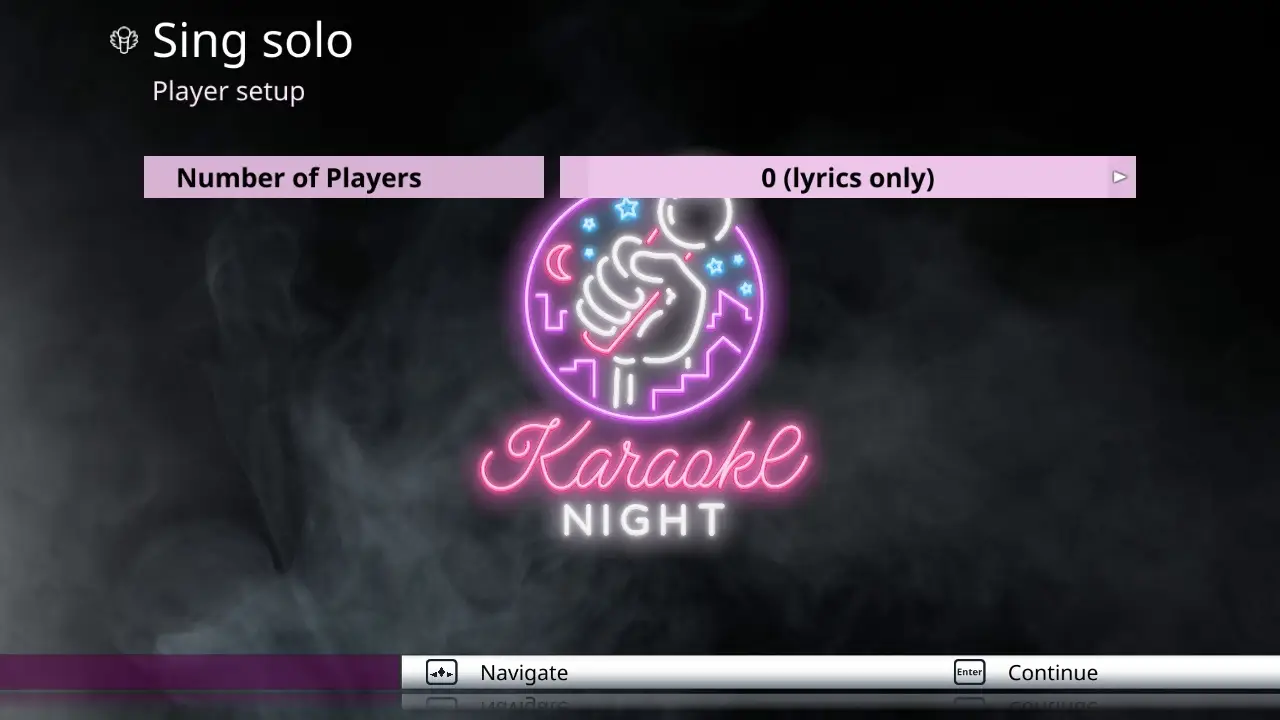 Sing solo
Player setup
Number of Players
0 (lyrics only)
Karaoke
NIGHT
Navigate
Enter
Continue